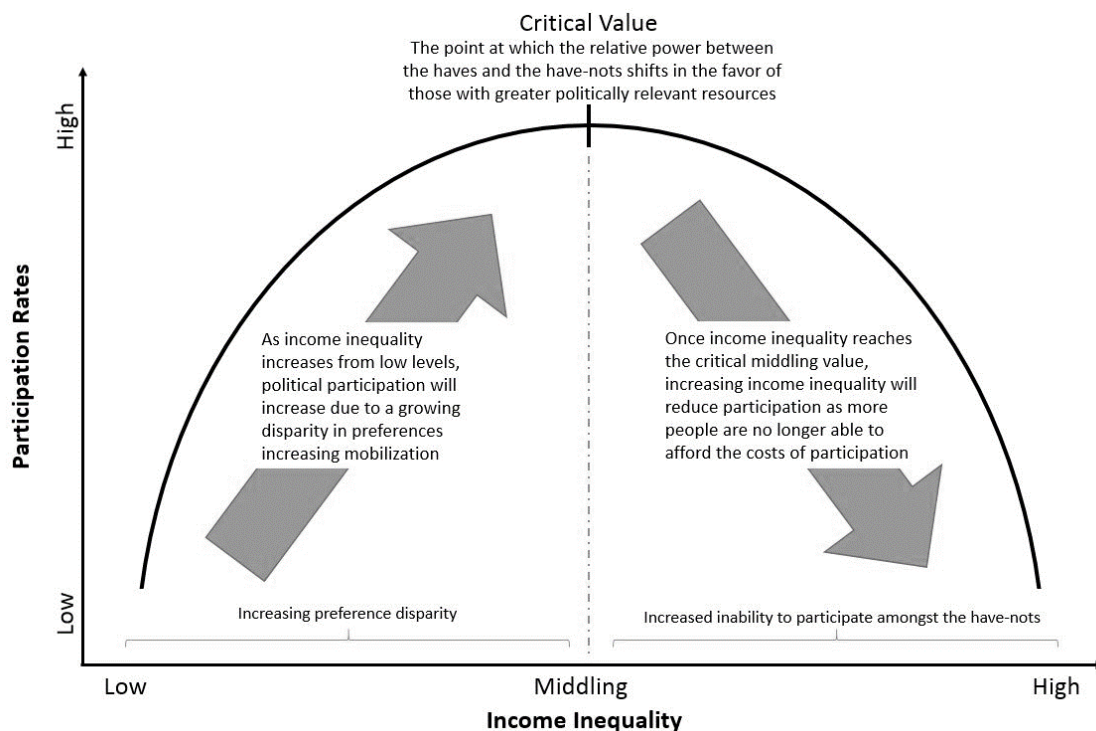 Critical Value
The point at which the relative power between
the haves and the have-nots shifts in the favor of
those with greater politically relevant resources
High
Participation Rates
Low
As income inequality
increases from low levels,
political participation will
increase due to a growing
disparity in preferences
increasing mobilization
Once income inequality reaches
the critical middling value,
increasing income inequality will
reduce participation as more
people are no longer able to
afford the costs of participation
Increasing preference disparity
Increased inability to participate amongst the have-nots
Low
Middling
High
Income Inequality